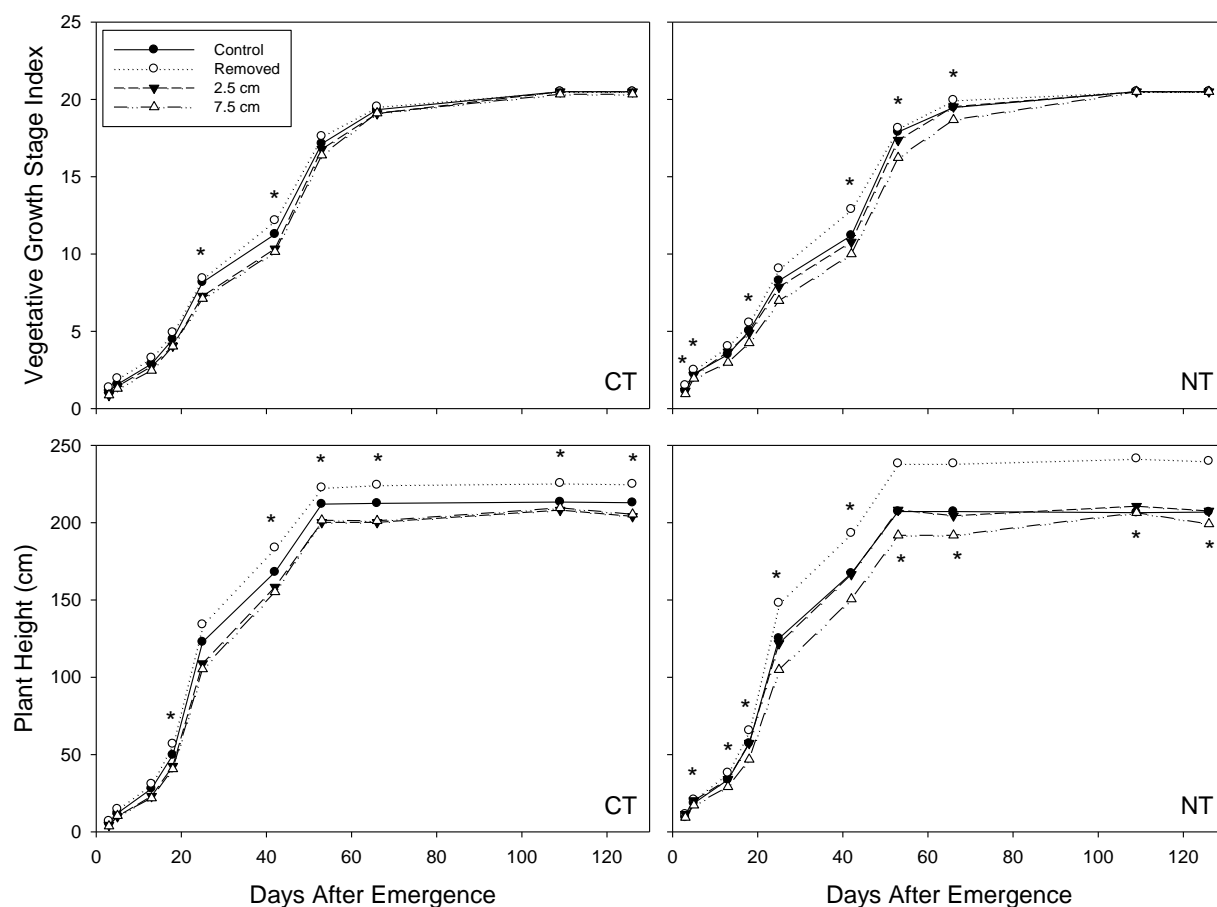 Vegetative Growth Stage Index
25
20
15
10
5
0
Control
Removed
2.5 cm
7.5 cm
*
*
CT
*
*
*
*
*
*
NT
Plant Height (cm)
250
200
150
100
50
0
*
*
*
*
*
*
CT
*
*
*
*
*
*
*
*
*
NT
0 20 40 60 80 100 120
0 20 40 60 80 100 120
Days After Emergence
Days After Emergence